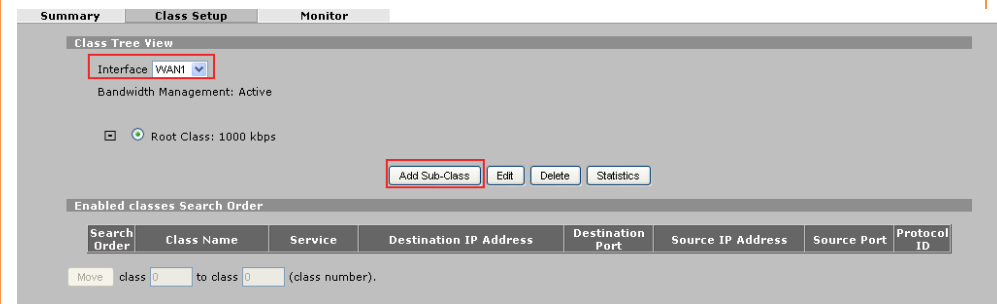 Summary Class Setup Monitor
Class Tree View
Interface WAN1
Bandwidth Management: Active
Root Class: 1000 kbps
Add Sub-Class Edit Delete Statistics
Enabled classes Search Order
Search Order Class Name Service Destination IP Address Destination Port Source IP Address Source Port Protocol ID
Move class 0 to class 0 (class number).